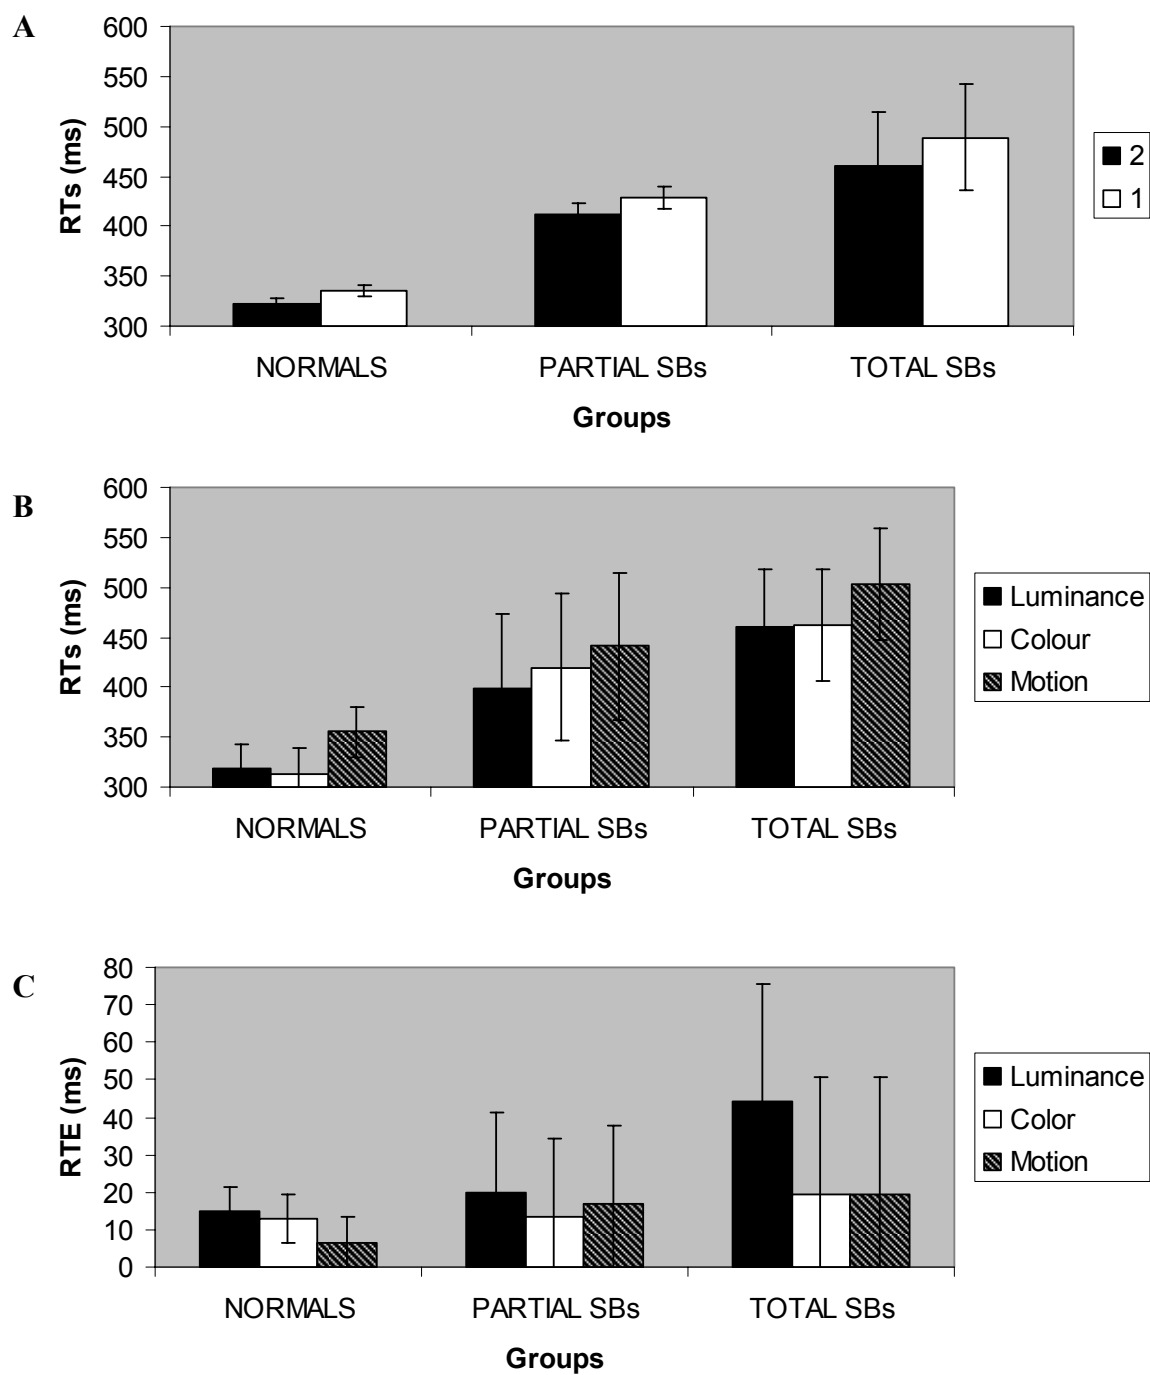 A
600
550
500
450
400
350
300
RTs (ms)
NORMALS PARTIAL SBs TOTAL SBs
Groups
2
1
B
600
550
500
450
400
350
300
RTs (ms)
NORMALS PARTIAL SBs TOTAL SBs
Groups
Luminance
Colour
Motion
C
80
70
60
50
40
30
20
10
0
RTE (ms)
NORMALS PARTIAL SBs TOTAL SBs
Groups
Luminance
Color
Motion